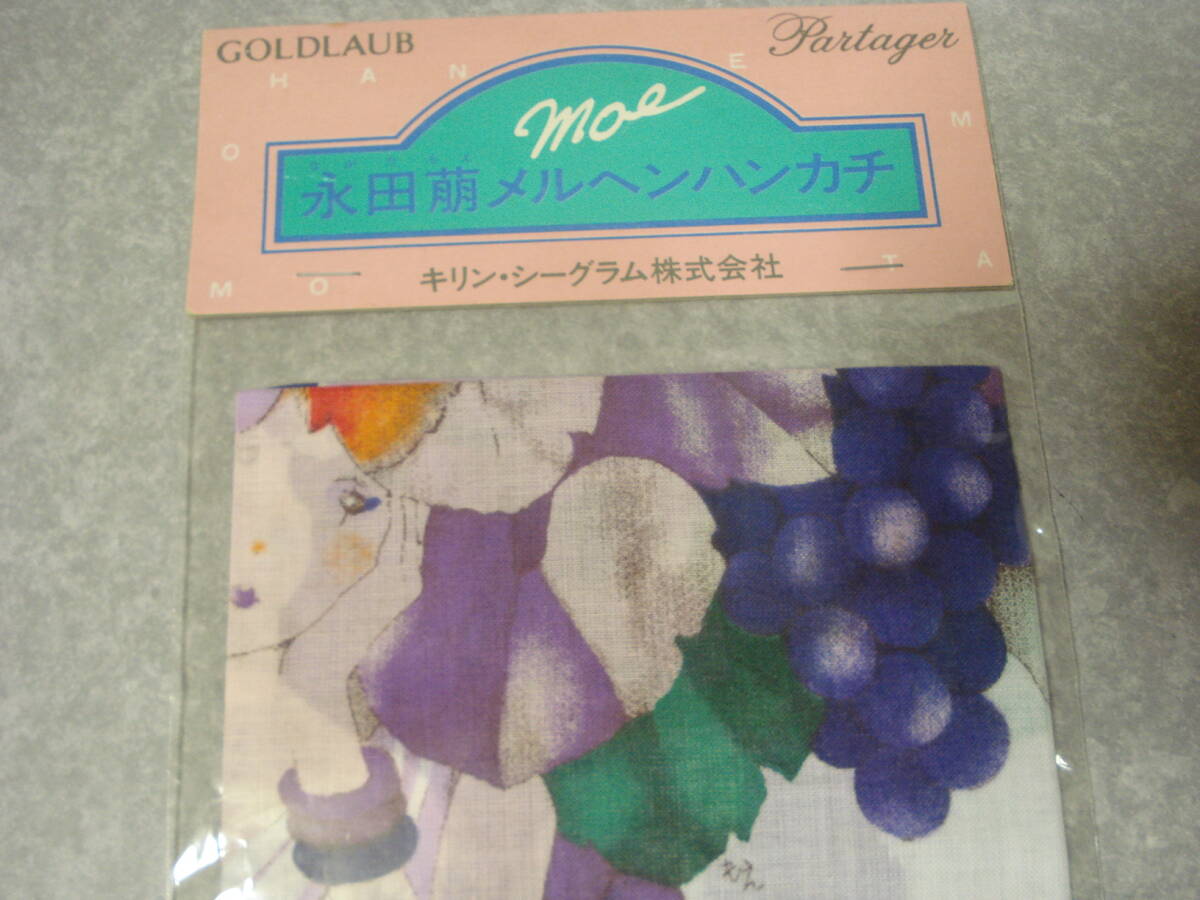 GOLDLAUB
Partager
O H A N E M
Moe
ながたもえ
永田萠メルヘンハンカチ
キリン・シーグラム株式会社
M O T A